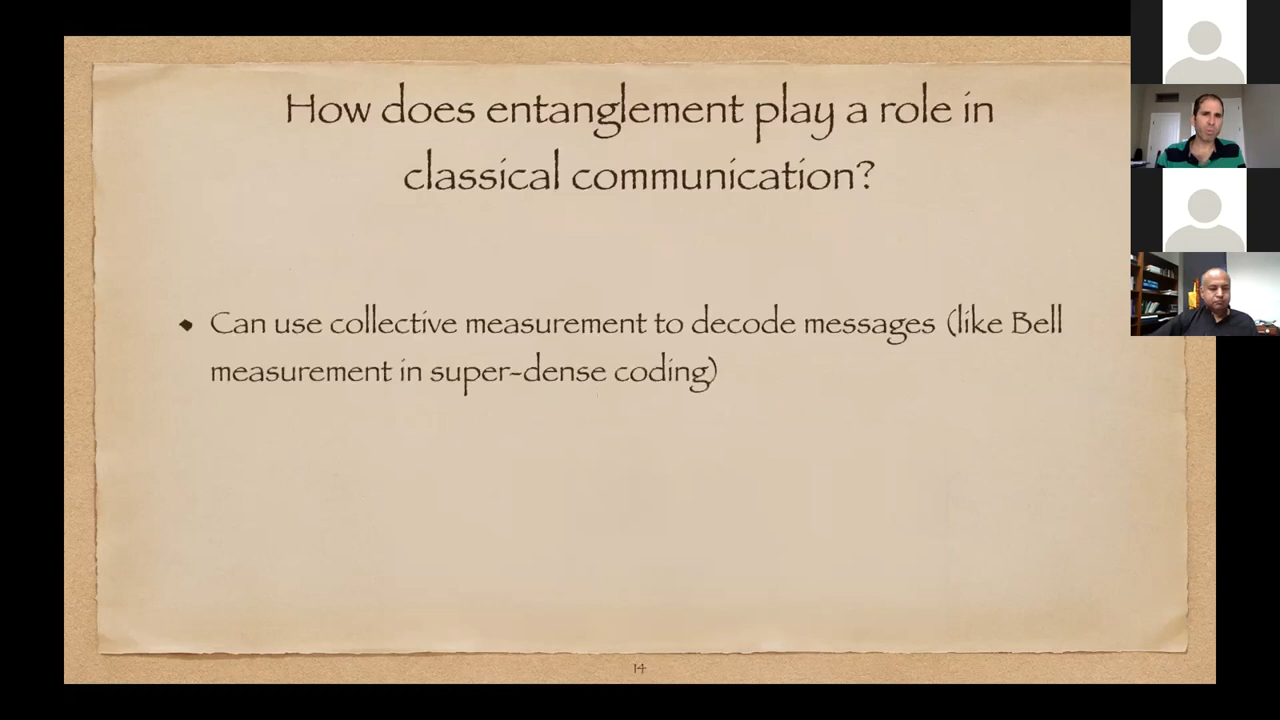 How does entanglement play a role in
classical communication?
Can use collective measurement to decode messages (like Bell
measurement in super-dense coding)
14